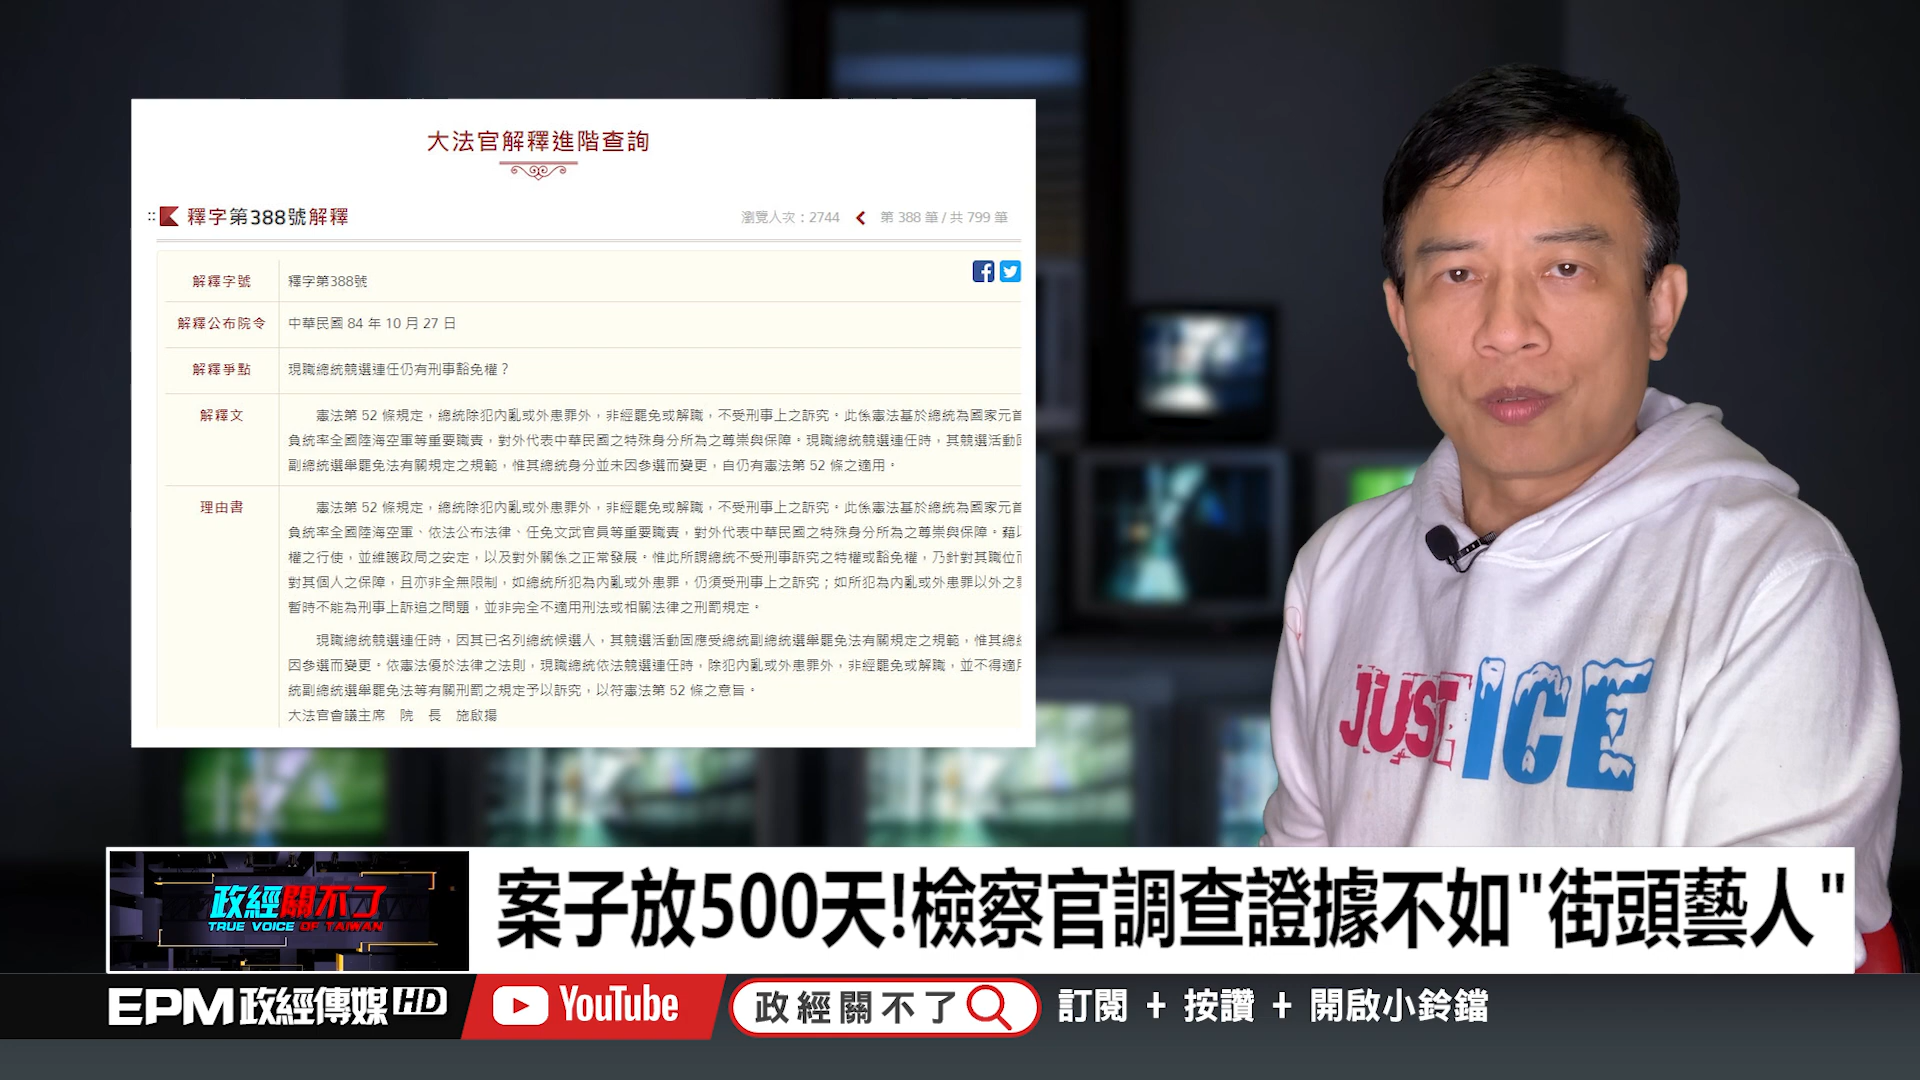 大法官解釋進階查詢
釋字第388號解釋
瀏覽人次:2744 第 388 筆 / 共 799 筆
解釋字號 釋字第388號
解釋公布院令 中華民國 84 年 10 月 27 日
解釋爭點 現職總統競選連任仍有刑事豁免權?
解釋文 憲法第 52 條規定,總統除犯內亂或外患罪外,非經罷免或解職,不受刑事上之訴究。此係憲法基於總統為國家元首
負統率全國陸海空軍等重要職責,對外代表中華民國之特殊身分所為之尊崇與保障。現職總統競選連任時,其競選活動固
副總統選舉罷免法有關規定之規範,惟其總統身分並未因參選而變更,自仍有憲法第 52 條之適用。
理由書 憲法第 52 條規定,總統除犯內亂或外患罪外,非經罷免或解職,不受刑事上之訴究。此係憲法基於總統為國家元首
負統率全國陸海空軍、依法公布法律、任免文武官員等重要職責,對外代表中華民國之特殊身分所為之尊崇與保障。藉以
權之行使,並維護政局之安定,以及對外關係之正常發展。惟此所謂總統不受刑事訴究之特權或豁免權,乃針對其職位而
對其個人之保障,且亦非全無限制,如總統所犯為內亂或外患罪,仍須受刑事上之訴究;如所犯為內亂或外患罪以外之罪
暫時不能為刑事上訴追之問題,並非完全不適用刑法或相關法律之刑罰規定。
現職總統競選連任時,因其已名列總統候選人,其競選活動固應受總統副總統選舉罷免法有關規定之規範,惟其總統
因參選而變更。依憲法優於法律之法則,現職總統依法競選連任時,除犯內亂或外患罪外,非經罷免或解職,並不得適用
統副總統選舉罷免法等有關刑罰之規定予以訴究,以符憲法第 52 條之意旨。
大法官會議主席 院 長 施啟揚
JUST ICE
政經關不了
TRUE VOICE OF TAIWAN
案子放500天!檢察官調查證據不如"街頭藝人"
EPM 政經傳媒 HD
YouTube
政經關不了
訂閱 + 按讚 + 開啟小鈴鐺